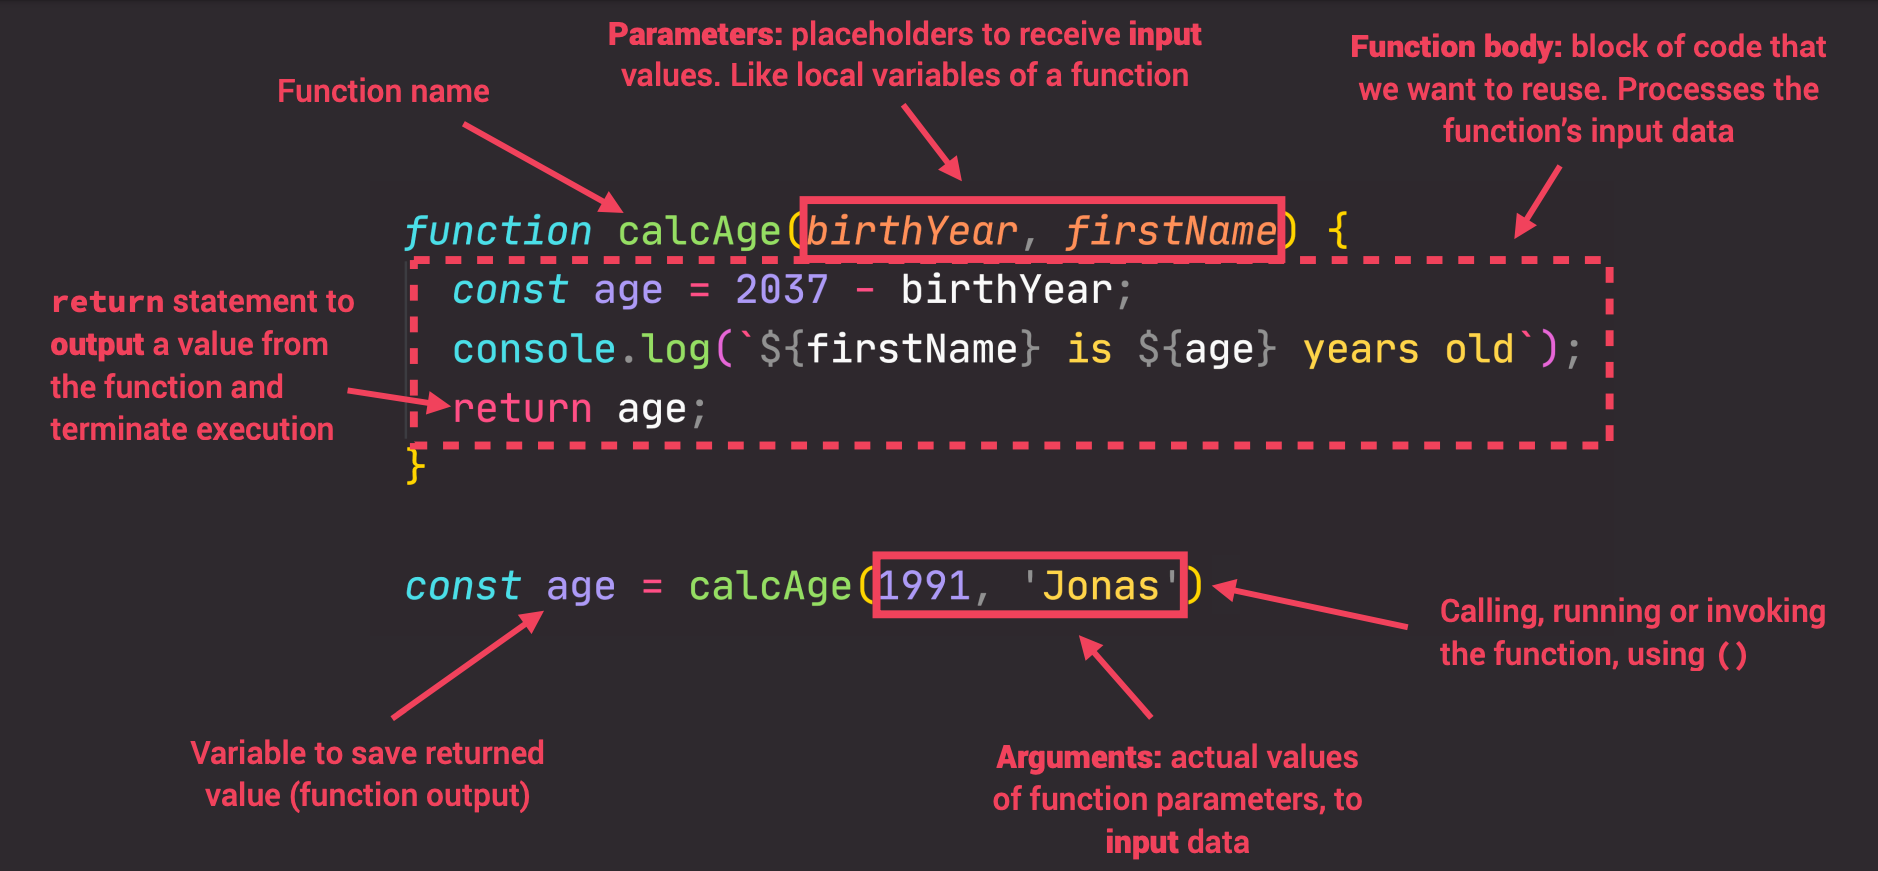 Parameters: placeholders to receive input
values. Like local variables of a function
Function body: block of code that
we want to reuse. Processes the
function’s input data
Function name
function calcAge(birthYear, firstName) {
const age = 2037 - birthYear;
console.log(`${firstName} is ${age} years old`);
return age;
}
return statement to
output a value from
the function and
terminate execution
const age = calcAge(1991, 'Jonas')
Calling, running or invoking
the function, using ()
Variable to save returned
value (function output)
Arguments: actual values
of function parameters, to
input data